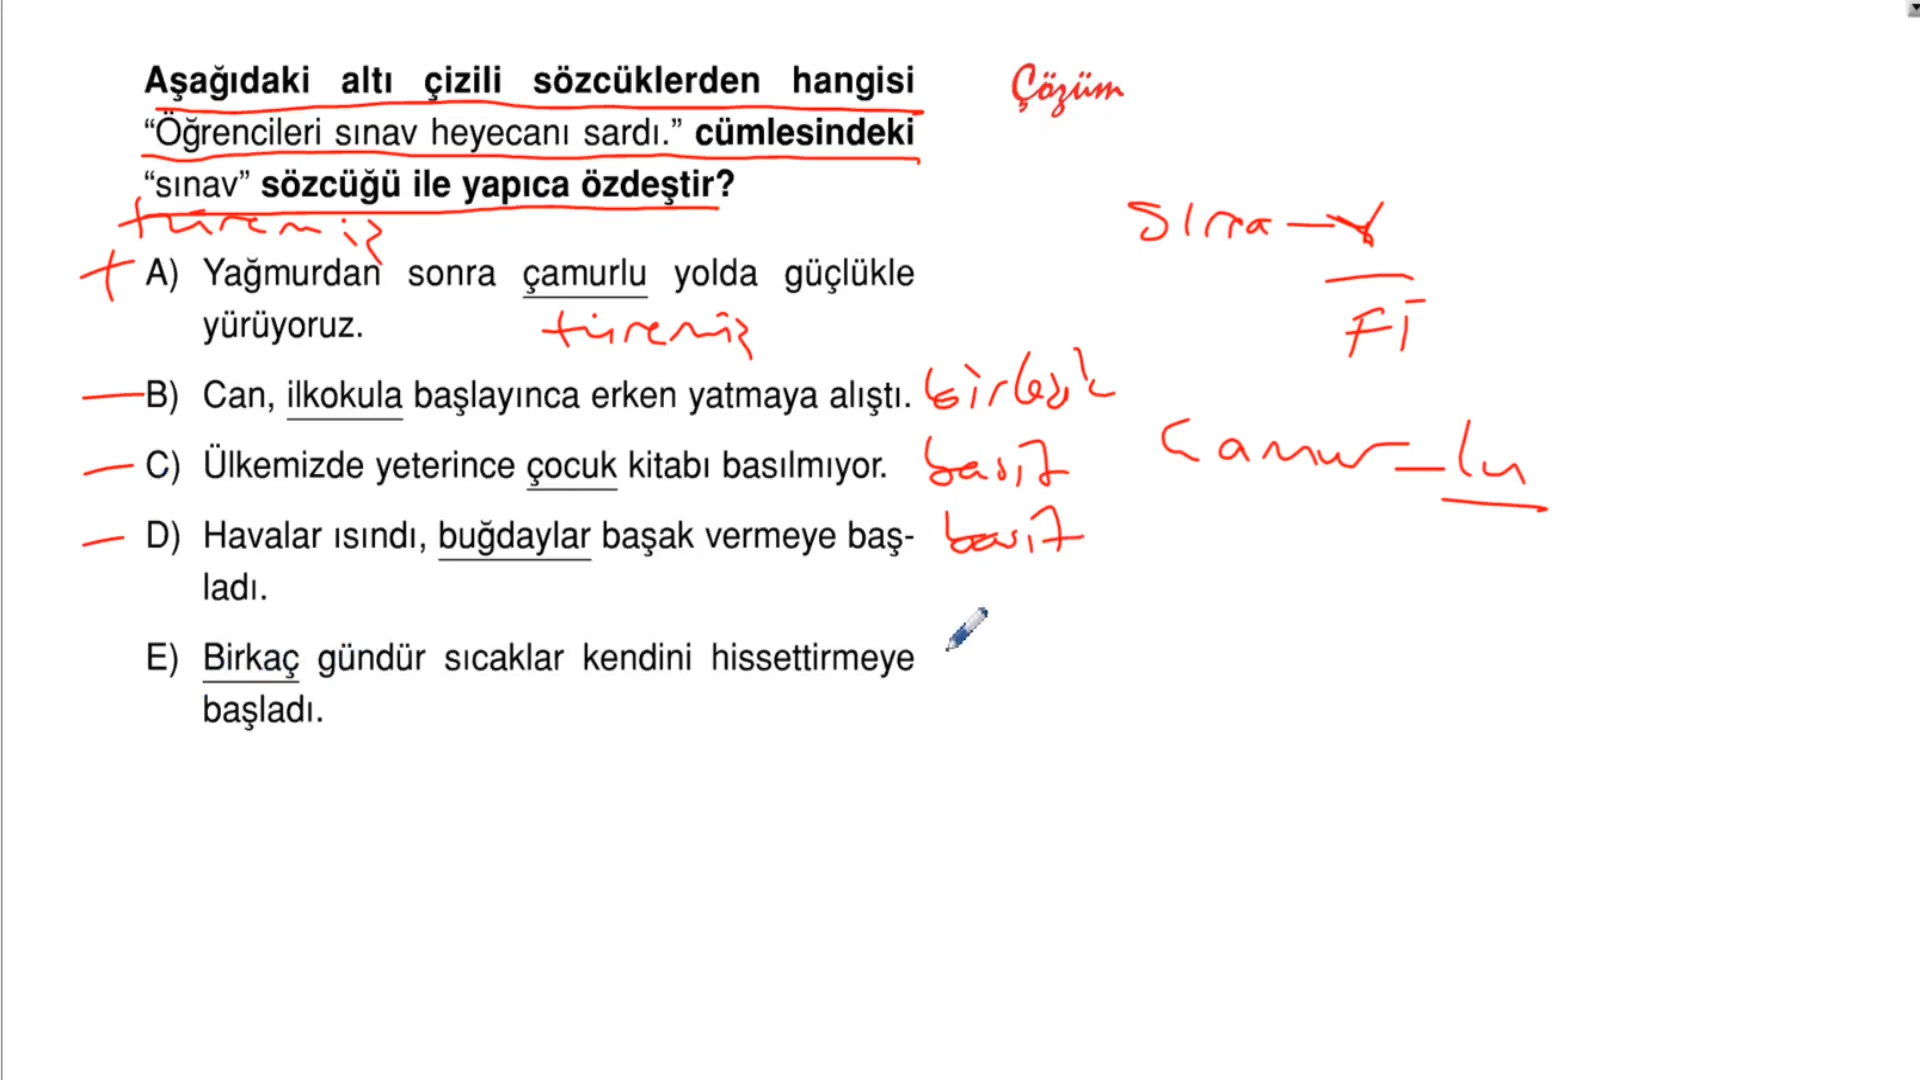 Aşağıdaki altı çizili sözcüklerden hangisi
“Öğrencileri sınav heyecanı sardı.” cümlesindeki
“sınav” sözcüğü ile yapıca özdeştir?
türemiş
+ A) Yağmurdan sonra çamurlu yolda güçlükle
yürüyoruz.
türemiş
— B) Can, ilkokula başlayınca erken yatmaya alıştı. birleşik
— C) Ülkemizde yeterince çocuk kitabı basılmıyor. basit
— D) Havalar ısındı, buğdaylar başak vermeye baş-
ladı.
basit
E) Birkaç gündür sıcaklar kendini hissettirmeye
başladı.
Çözüm
sına-v
Fİ
Çamur-lu